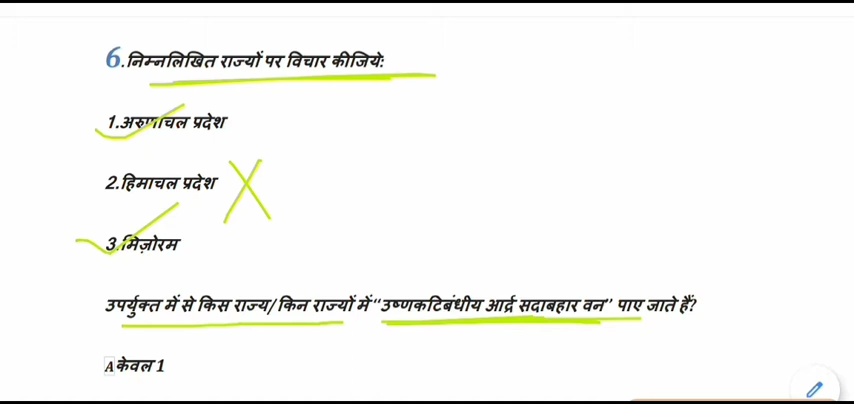 6.निम्नलिखित राज्यों पर विचार कीजिये:
1.अरुणाचल प्रदेश
2.हिमाचल प्रदेश
3.मिज़ोरम
उपर्युक्त में से किस राज्य/किन राज्यों में "उष्णकटिबंधीय आर्द्र सदाबहार वन" पाए जाते हैं?
A केवल 1